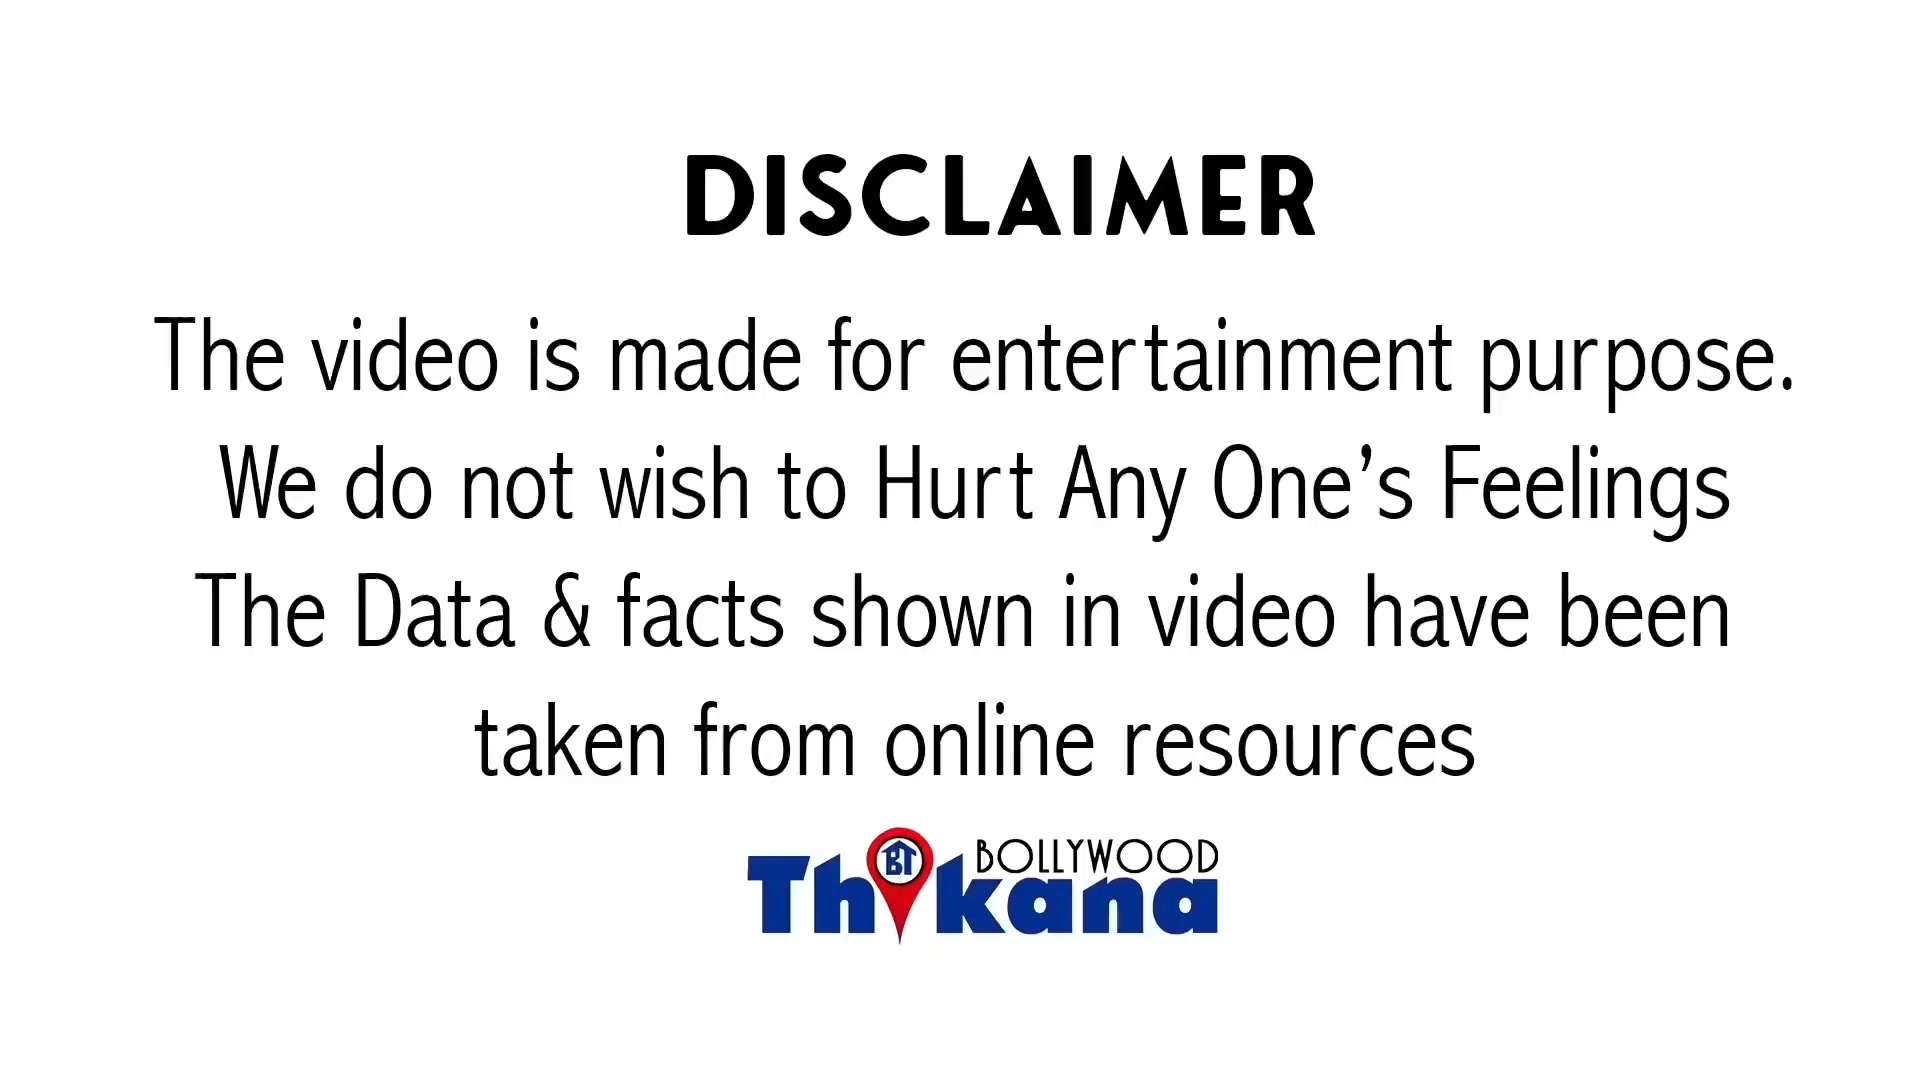 DISCLAIMER
The video is made for entertainment purpose.
We do not wish to Hurt Any One’s Feelings
The Data & facts shown in video have been
taken from online resources
BT
BOLLYWOOD
Thikana